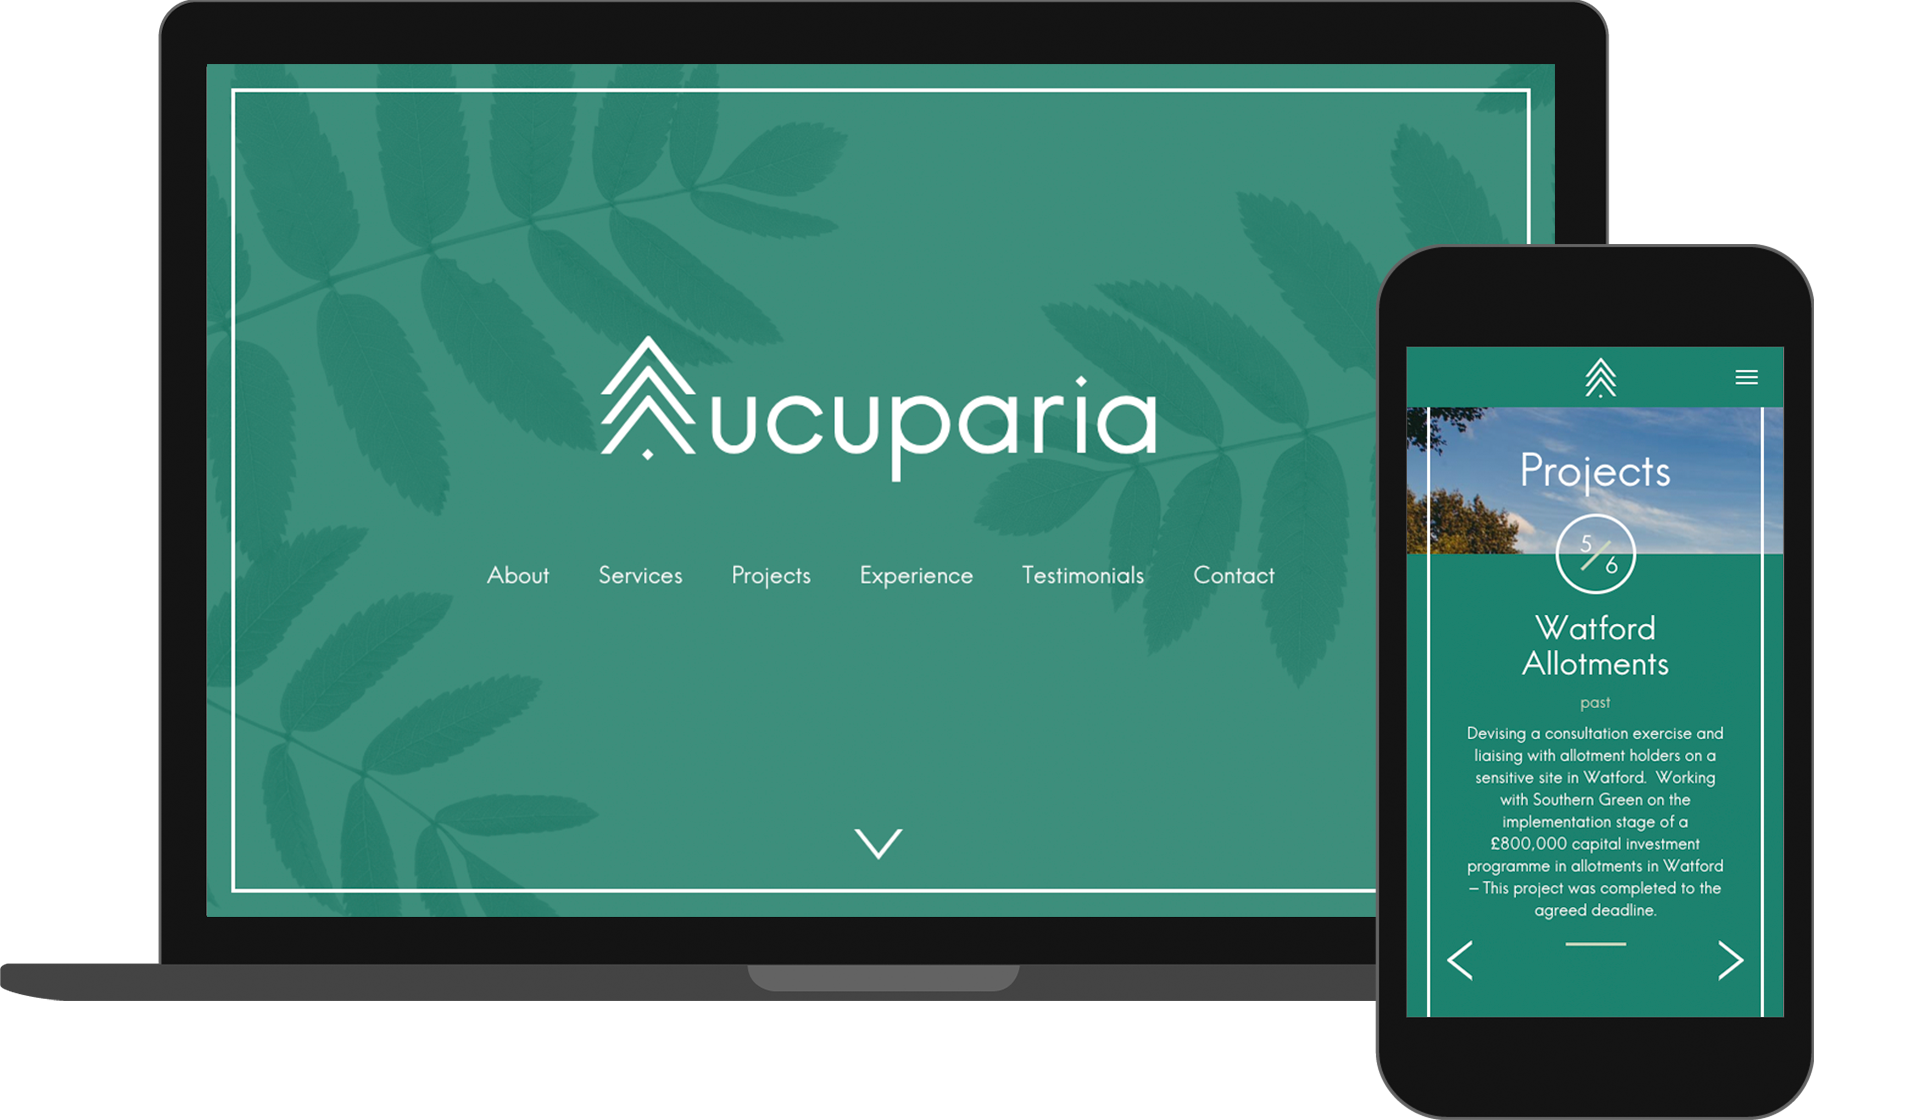 Aucuparia
About Services Projects Experience Testimonials Contact
Projects
5/6
Watford
Allotments
past
Devising a consultation exercise and
liaising with allotment holders on a
sensitive site in Watford. Working
with Southern Green on the
implementation stage of a
£800,000 capital investment
programme in allotments in Watford
– This project was completed to the
agreed deadline.